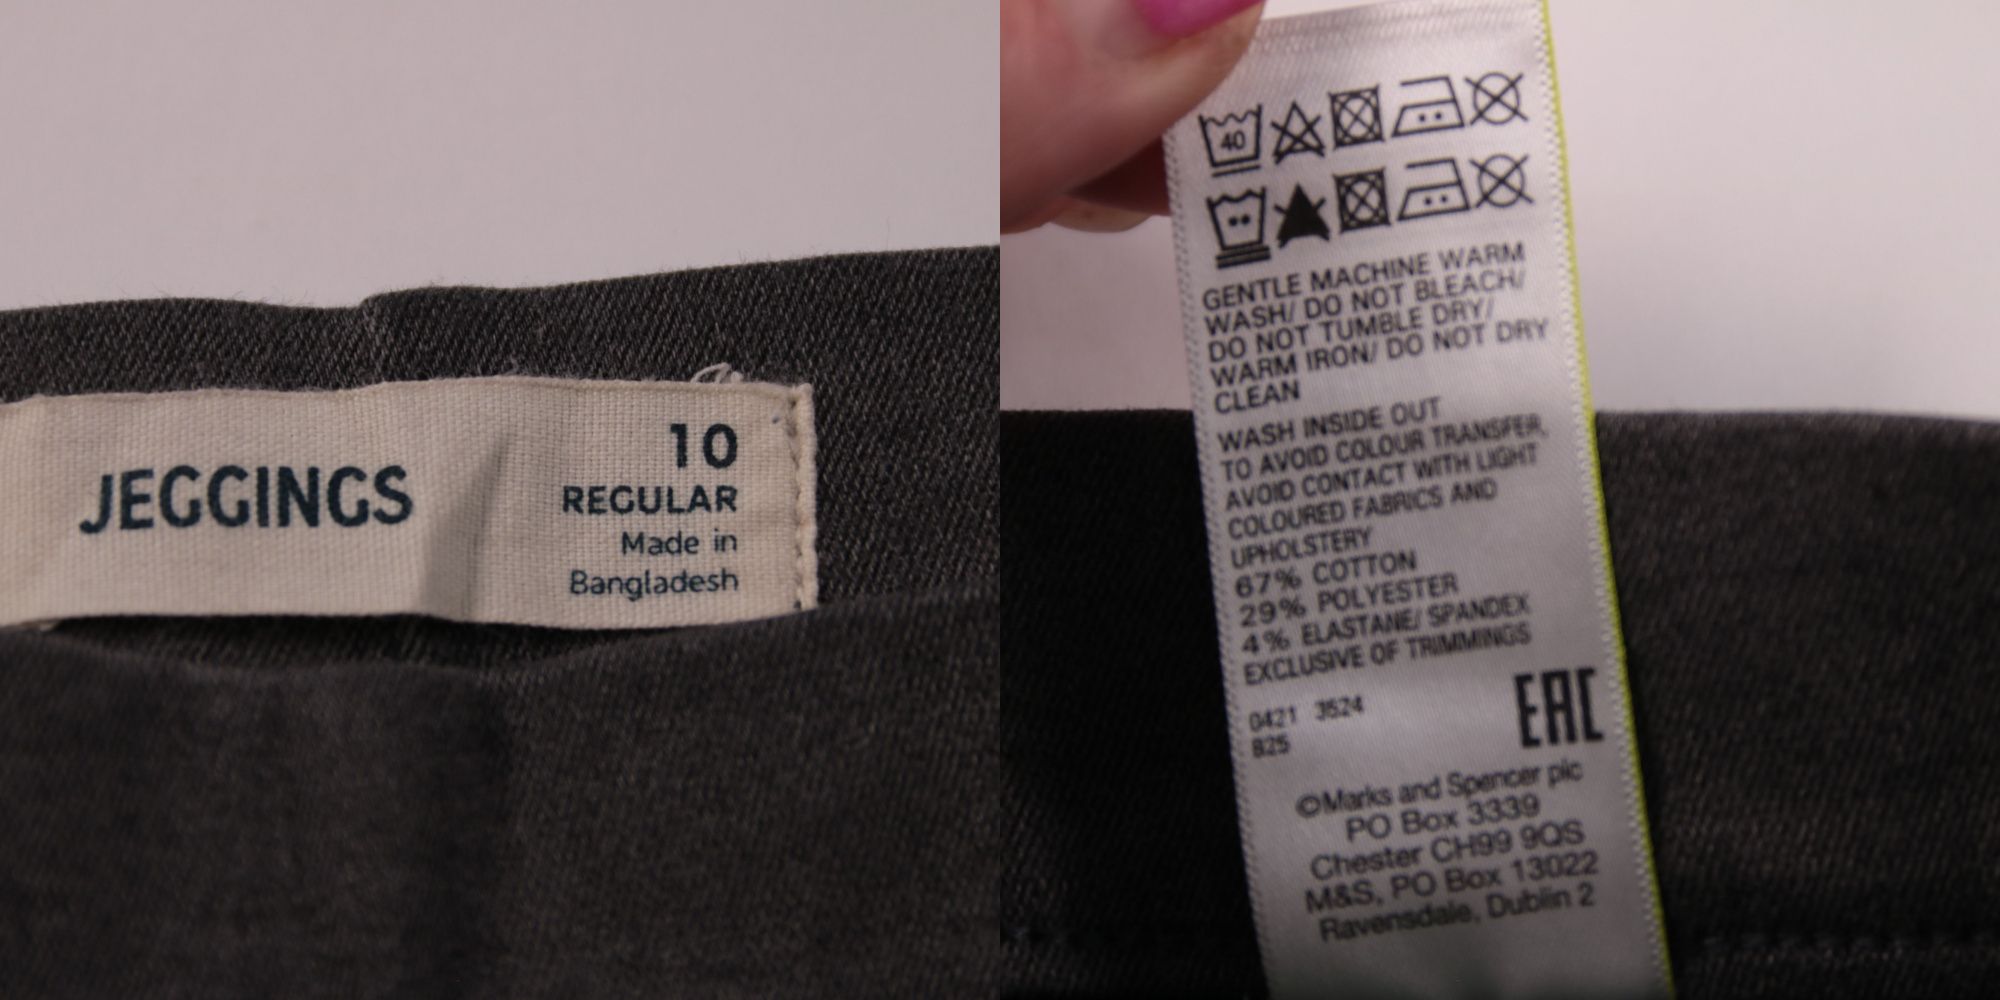 JEGGINGS
10
REGULAR
Made in
Bangladesh
40
GENTLE MACHINE WARM
WASH/ DO NOT BLEACH/
DO NOT TUMBLE DRY/
WARM IRON/ DO NOT DRY
CLEAN
WASH INSIDE OUT
TO AVOID COLOUR TRANSFER,
AVOID CONTACT WITH LIGHT
COLOURED FABRICS AND
UPHOLSTERY
67% COTTON
29% POLYESTER
4% ELASTANE/ SPANDEX
EXCLUSIVE OF TRIMMINGS
0421 3524
825
EAC
©Marks and Spencer plc
PO Box 3339
Chester CH99 9QS
M&S, PO Box 13022
Ravensdale, Dublin 2